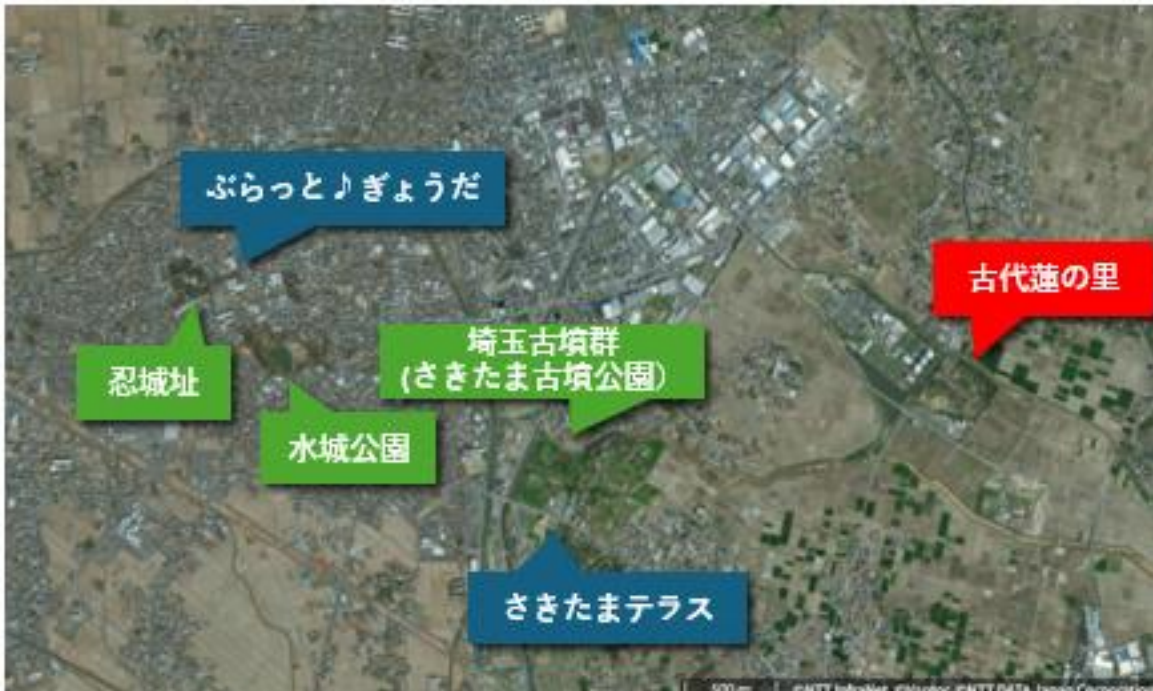 ぶらっと♪ぎょうだ
古代蓮の里
埼玉古墳群
(さきたま古墳公園)
忍城址
水城公園
さきたまテラス
500 m